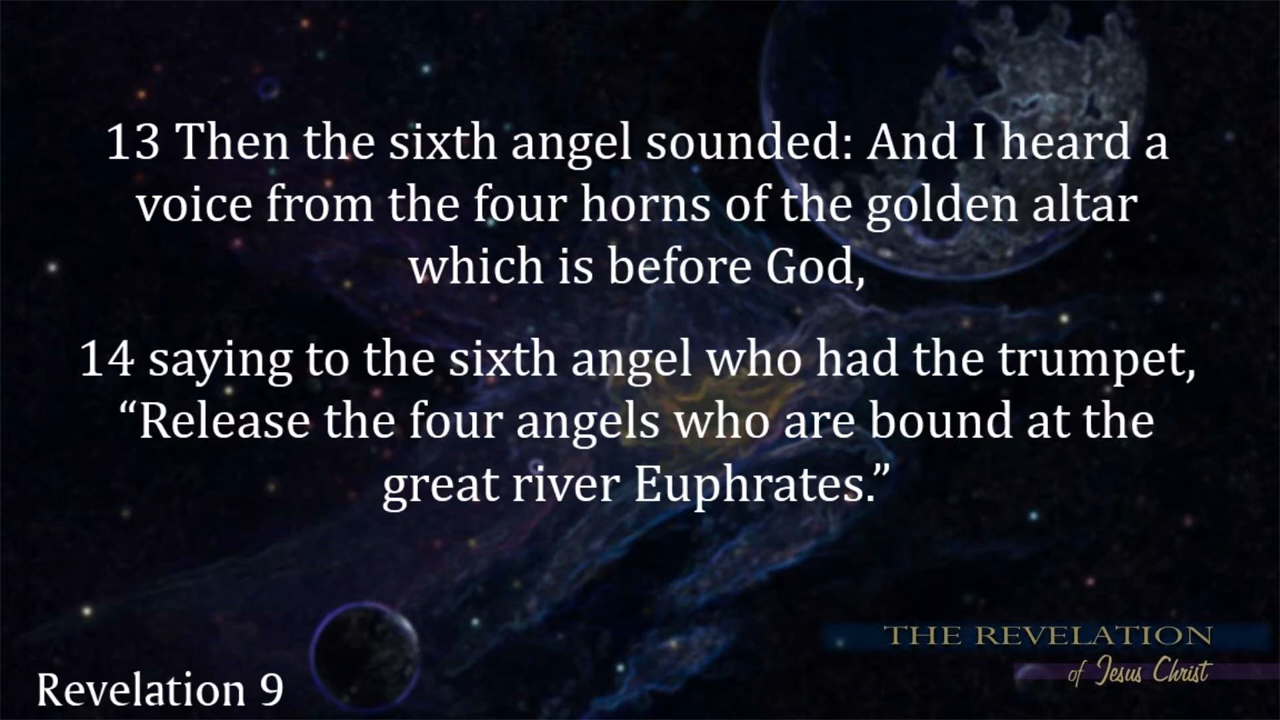 13 Then the sixth angel sounded: And I heard a
voice from the four horns of the golden altar
which is before God,
14 saying to the sixth angel who had the trumpet,
“Release the four angels who are bound at the
great river Euphrates.”
THE REVELATION
of Jesus Christ
Revelation 9